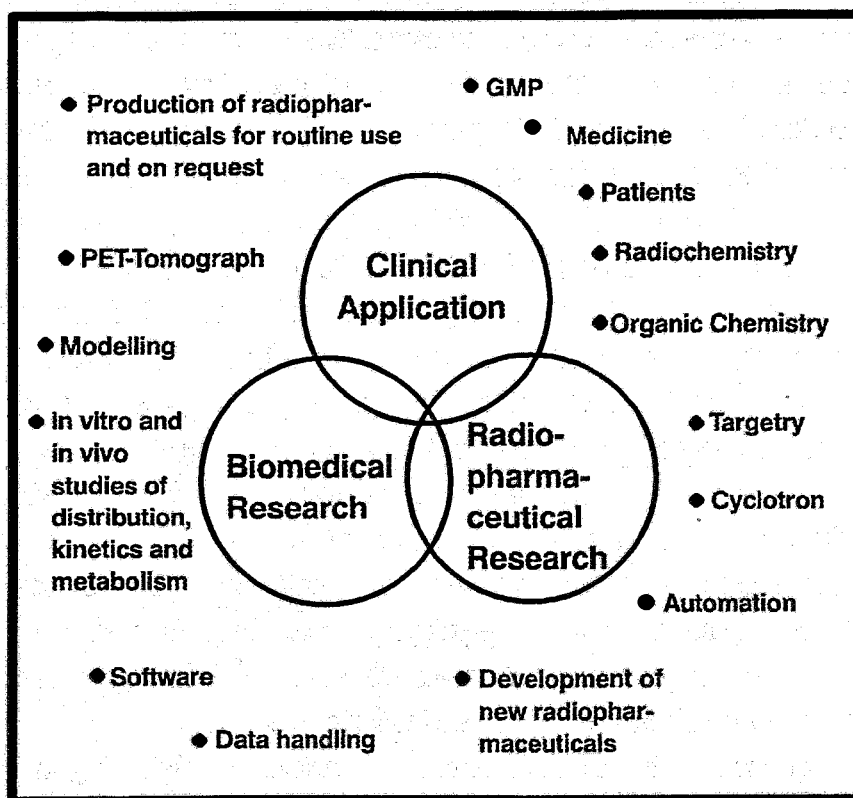 ● GMP
● Production of radiophar-
maceuticals for routine use
and on request
● Medicine
● Patients
● PET-Tomograph
Clinical
Application
● Radiochemistry
● Organic Chemistry
● Modelling
● In vitro and
in vivo
studies of
distribution,
kinetics and
metabolism
Biomedical
Research
Radio-
pharma-
ceutical
Research
● Targetry
● Cyclotron
● Automation
● Software
● Data handling
● Development of
new radiophar-
maceuticals